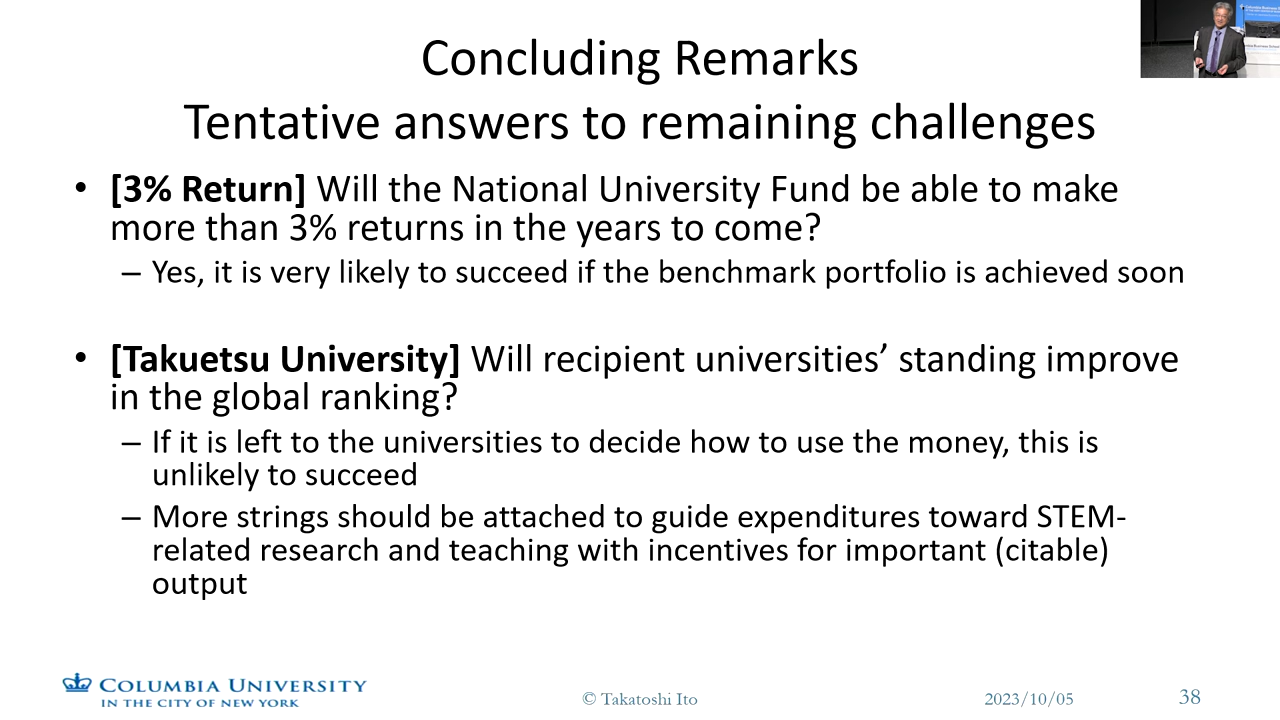 Concluding Remarks
Tentative answers to remaining challenges
• [3% Return] Will the National University Fund be able to make
more than 3% returns in the years to come?
– Yes, it is very likely to succeed if the benchmark portfolio is achieved soon
• [Takuetsu University] Will recipient universities’ standing improve
in the global ranking?
– If it is left to the universities to decide how to use the money, this is
unlikely to succeed
– More strings should be attached to guide expenditures toward STEM-
related research and teaching with incentives for important (citable)
output
COLUMBIA UNIVERSITY
IN THE CITY OF NEW YORK
© Takatoshi Ito
2023/10/05
38